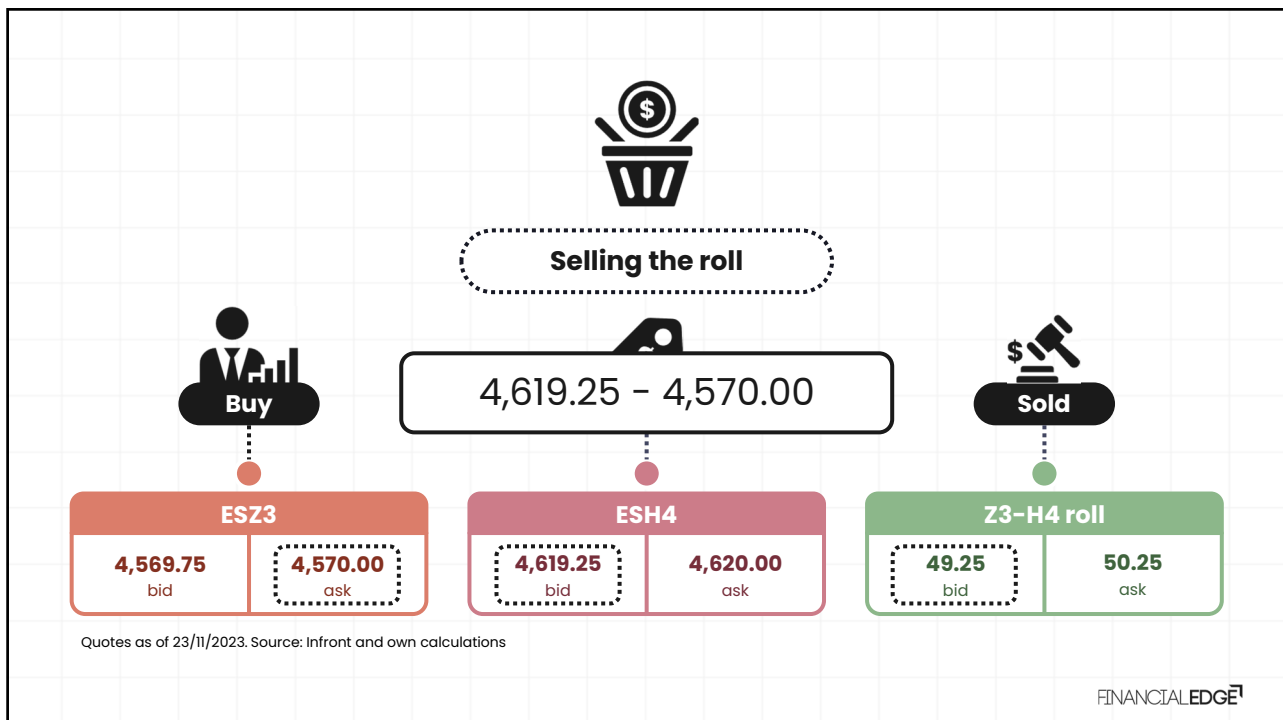 $
Selling the roll
$
Buy
4,619.25 - 4,570.00
Sold
ESZ3
4,569.75
bid
4,570.00
ask
ESH4
4,619.25
bid
4,620.00
ask
Z3-H4 roll
49.25
bid
50.25
ask
Quotes as of 23/11/2023. Source: Infront and own calculations
FINANCIALEDGE